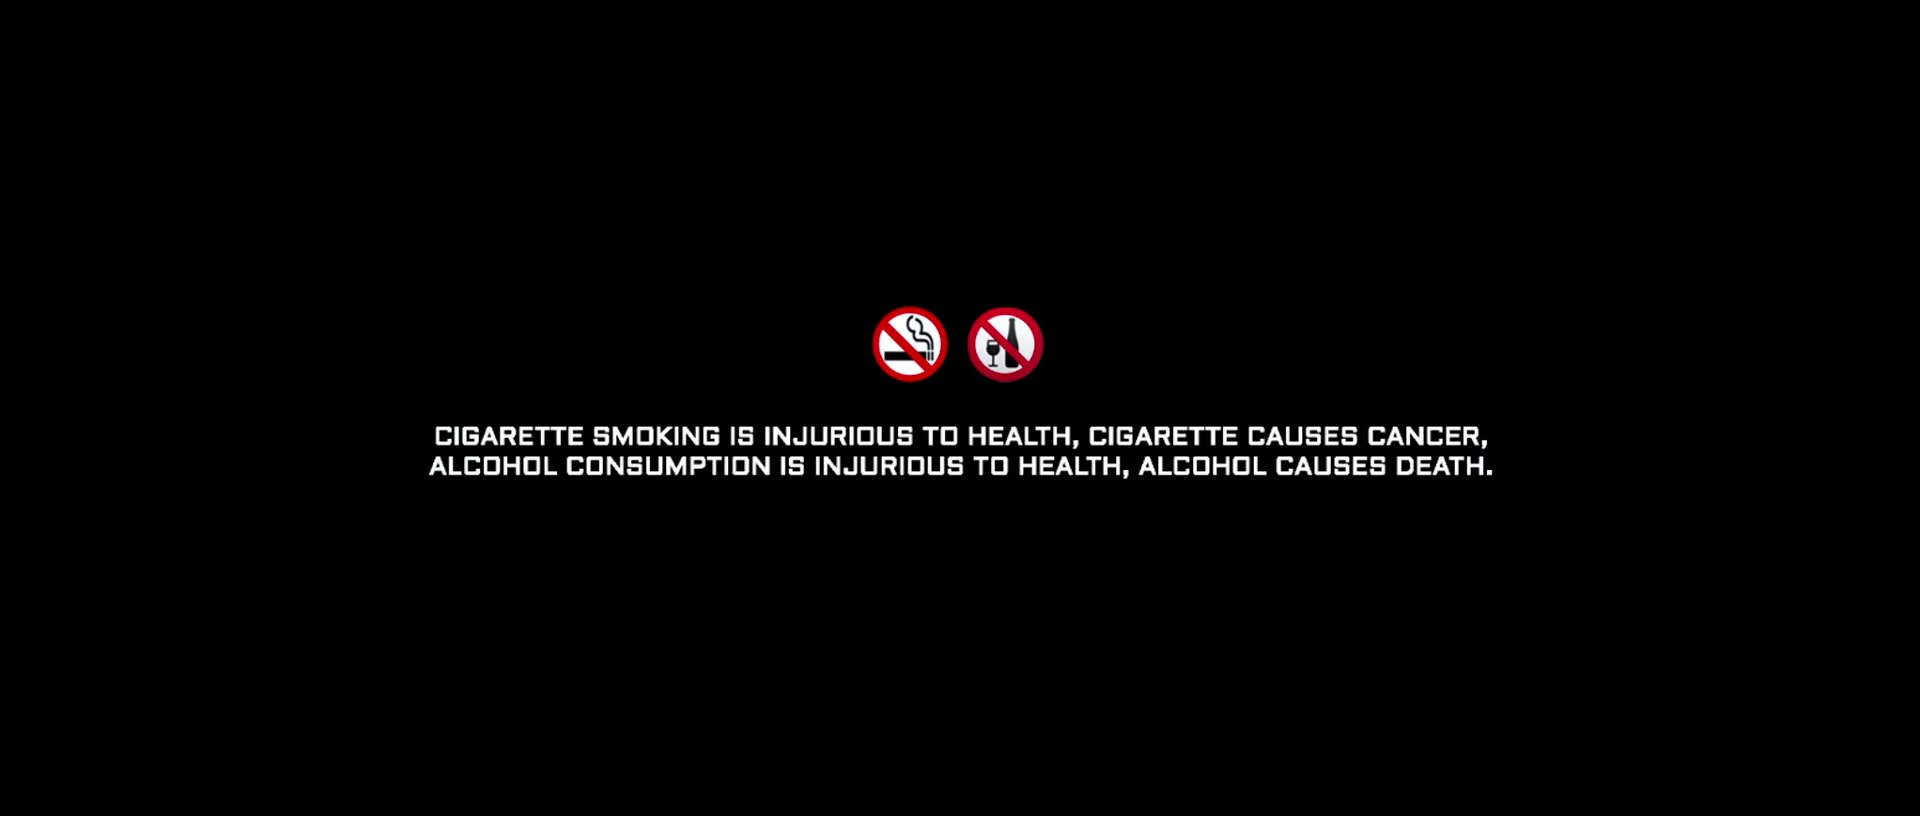 CIGARETTE SMOKING IS INJURIOUS TO HEALTH, CIGARETTE CAUSES CANCER,
ALCOHOL CONSUMPTION IS INJURIOUS TO HEALTH, ALCOHOL CAUSES DEATH.